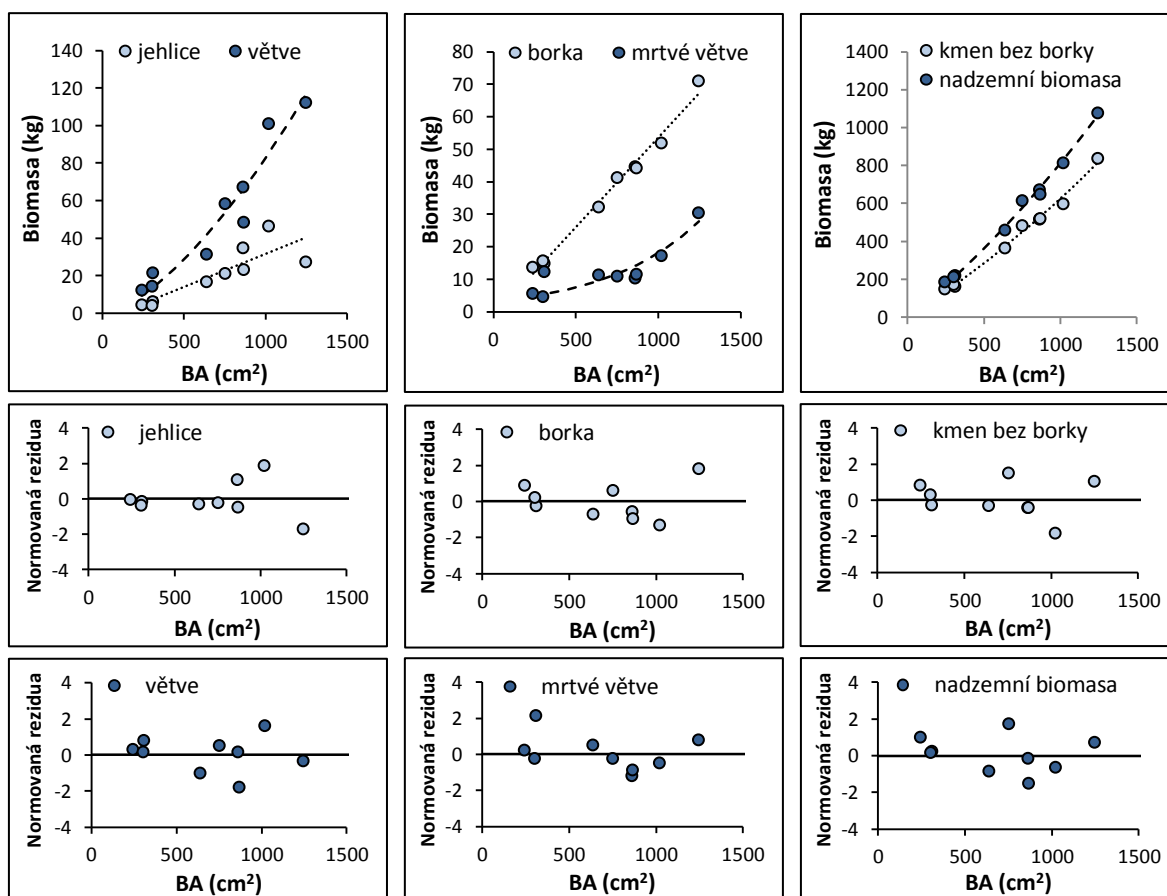 jehlice větve
Biomasa (kg)
140
120
100
80
60
40
20
0
0 500 1000 1500
BA (cm²)
borka mrtvé větve
Biomasa (kg)
80
70
60
50
40
30
20
10
0
0 500 1000 1500
BA (cm²)
kmen bez borky
nadzemní biomasa
Biomasa (kg)
1400
1200
1000
800
600
400
200
0
0 500 1000 1500
BA (cm²)
jehlice
Normovaná rezidua
4
2
0
-2
-4
0 500 1000 1500
BA (cm²)
borka
Normovaná rezidua
4
2
0
-2
-4
0 500 1000 1500
BA (cm²)
kmen bez borky
Normovaná rezidua
4
2
0
-2
-4
0 500 1000 1500
BA (cm²)
větve
Normovaná rezidua
4
2
0
-2
-4
0 500 1000 1500
BA (cm²)
mrtvé větve
Normovaná rezidua
4
2
0
-2
-4
0 500 1000 1500
BA (cm²)
nadzemní biomasa
Normovaná rezidua
4
2
0
-2
-4
0 500 1000 1500
BA (cm²)